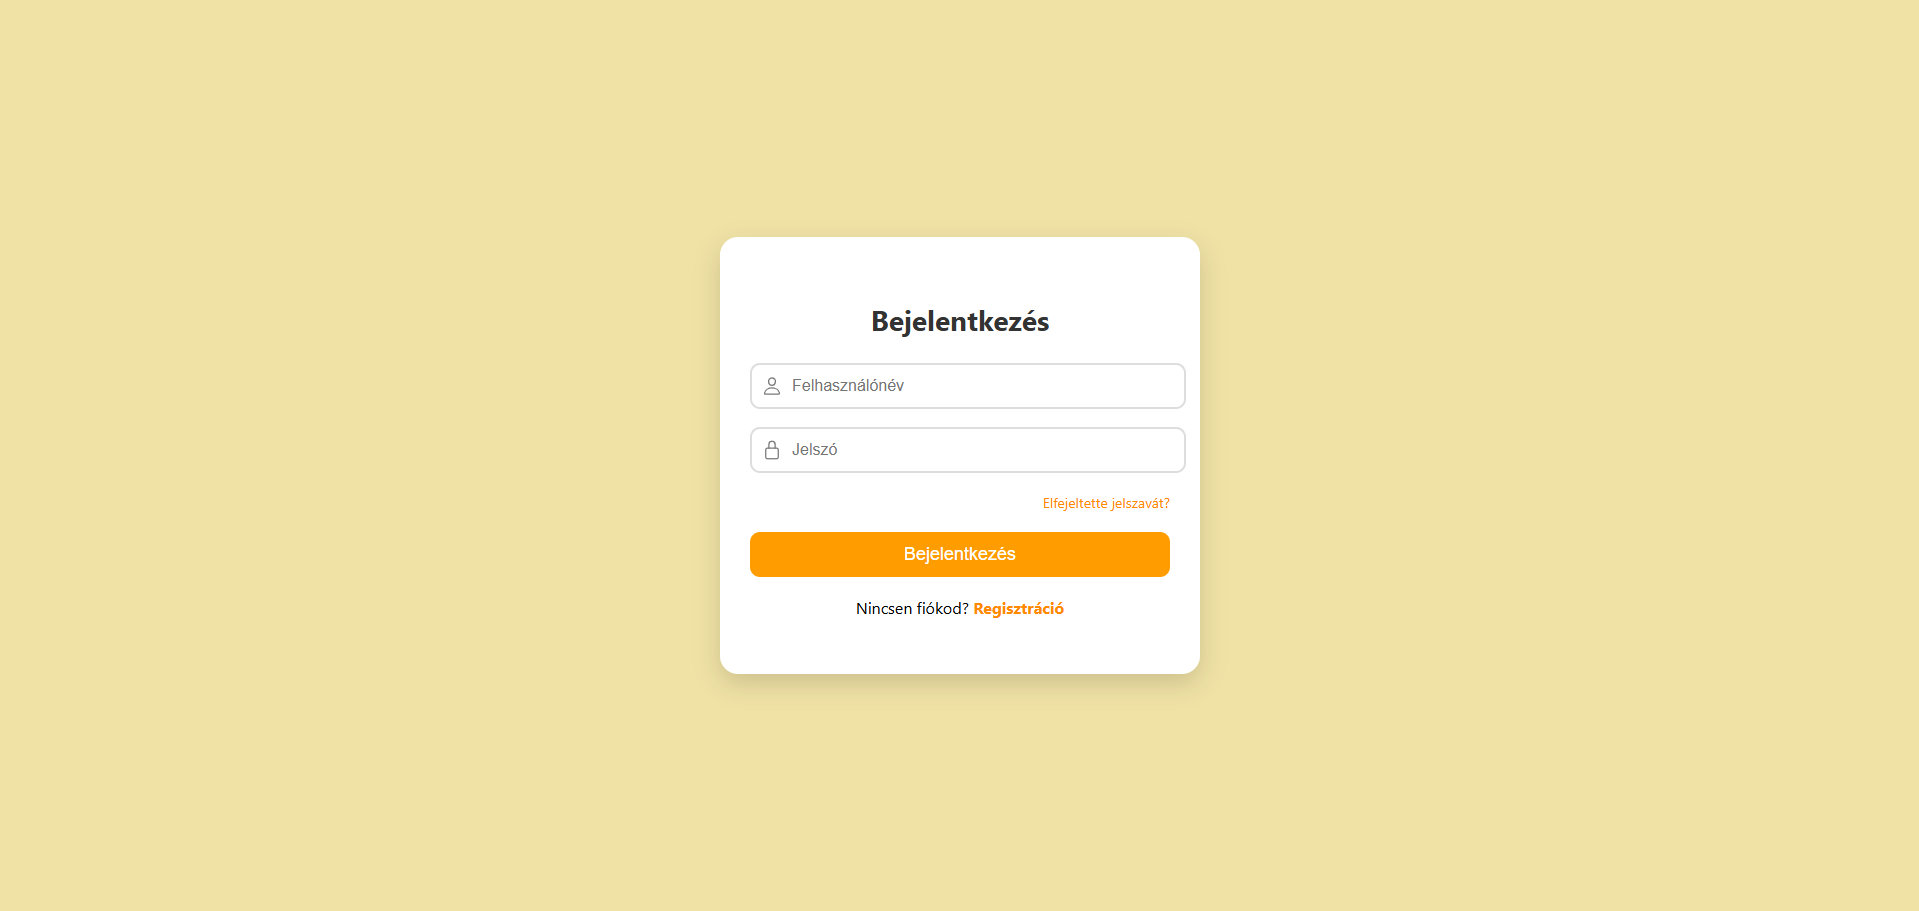 Bejelentkezés
Felhasználónév
Jelszó
Elfejeltette jelszavát?
Bejelentkezés
Nincsen fiókod? Regisztráció